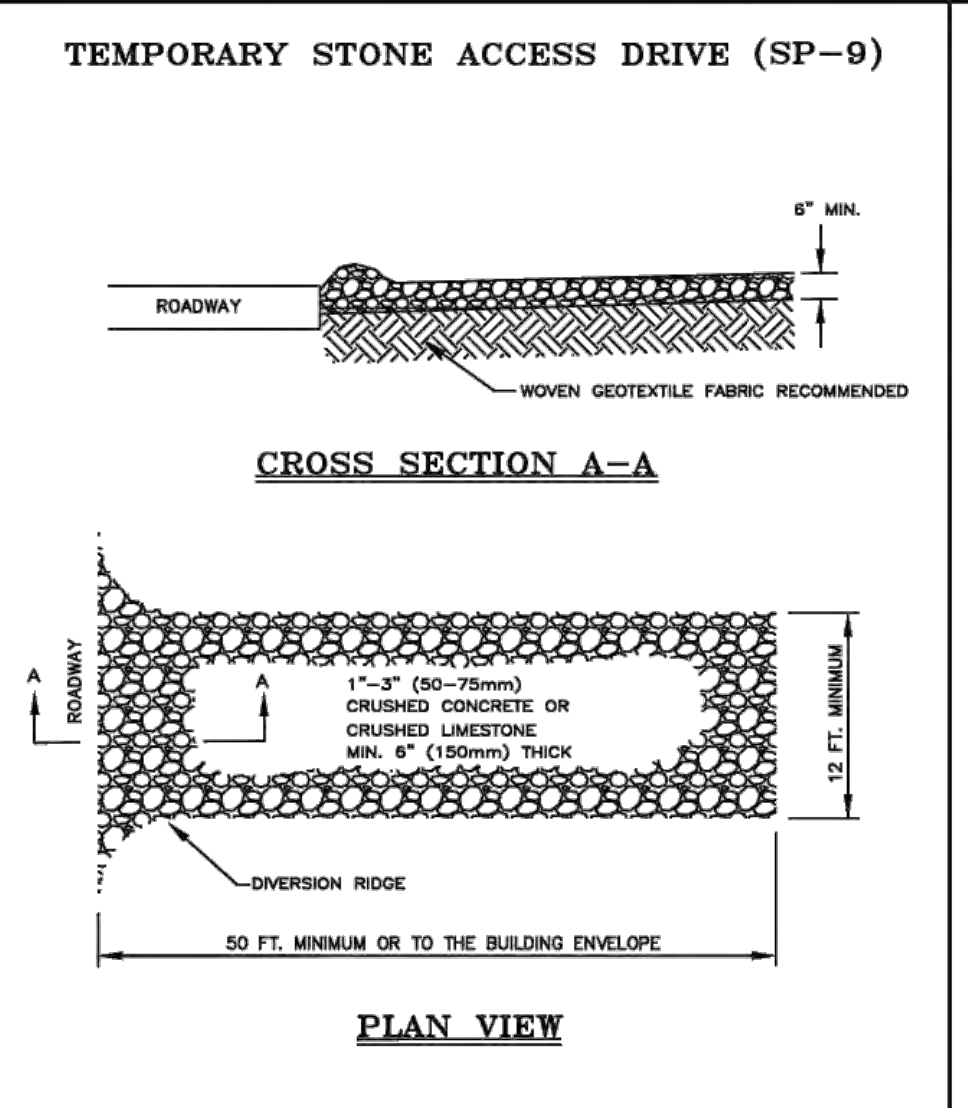 TEMPORARY STONE ACCESS DRIVE (SP-9)
6" MIN.
ROADWAY
WOVEN GEOTEXTILE FABRIC RECOMMENDED
CROSS SECTION A-A
A
ROADWAY
A
1"-3" (50-75mm)
CRUSHED CONCRETE OR
CRUSHED LIMESTONE
MIN. 6" (150mm) THICK
12 FT. MINIMUM
DIVERSION RIDGE
50 FT. MINIMUM OR TO THE BUILDING ENVELOPE
PLAN VIEW